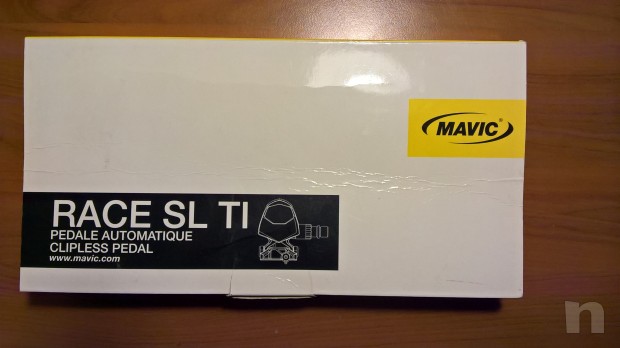 MAVIC®
RACE SL TI
PEDALE AUTOMATIQUE
CLIPLESS PEDAL
www.mavic.com
n